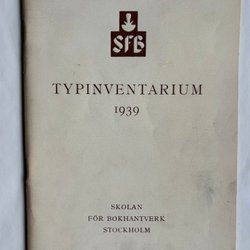 SFB
TYPINVENTARIUM
1939
SKOLAN
FÖR BOKHANTVERK
STOCKHOLM